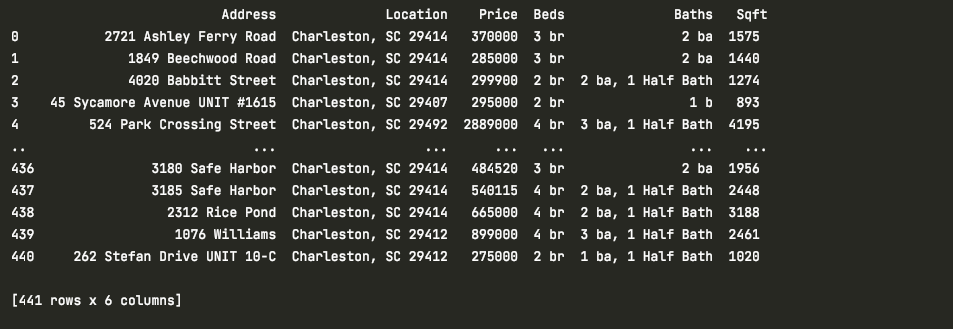 Address Location Price Beds Baths Sqft
0 2721 Ashley Ferry Road Charleston, SC 29414 370000 3 br 2 ba 1575
1 1849 Beechwood Road Charleston, SC 29414 285000 3 br 2 ba 1440
2 4020 Babbitt Street Charleston, SC 29414 299900 2 br 2 ba, 1 Half Bath 1274
3 45 Sycamore Avenue UNIT #1615 Charleston, SC 29407 295000 2 br 1 b 893
4 524 Park Crossing Street Charleston, SC 29492 2889000 4 br 3 ba, 1 Half Bath 4195
.. ... ... ... ... ... ...
436 3180 Safe Harbor Charleston, SC 29414 484520 3 br 2 ba 1956
437 3185 Safe Harbor Charleston, SC 29414 540115 4 br 2 ba, 1 Half Bath 2448
438 2312 Rice Pond Charleston, SC 29414 665000 4 br 2 ba, 1 Half Bath 3188
439 1076 Williams Charleston, SC 29412 899000 4 br 3 ba, 1 Half Bath 2461
440 262 Stefan Drive UNIT 10-C Charleston, SC 29412 275000 2 br 1 ba, 1 Half Bath 1020
[441 rows x 6 columns]